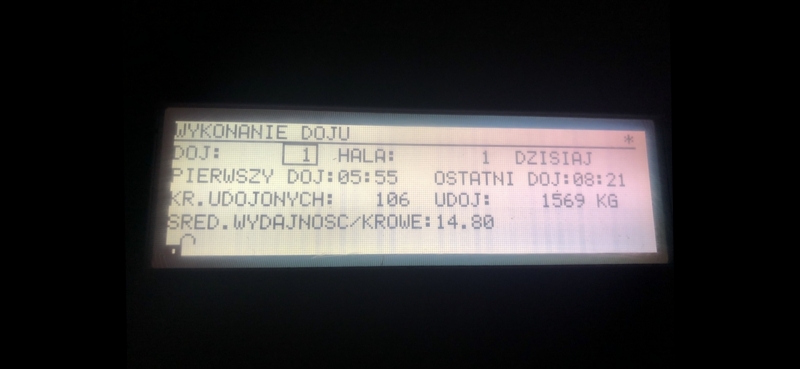 WYKONANIE DOJU *
DOJ: 1 HALA: 1 DZISIAJ
PIERWSZY DOJ:05:55 OSTATNI DOJ:08:21
KR.UDOJONYCH: 106 UDOJ: 1569 KG
SRED.WYDAJNOSC/KROWE:14.80